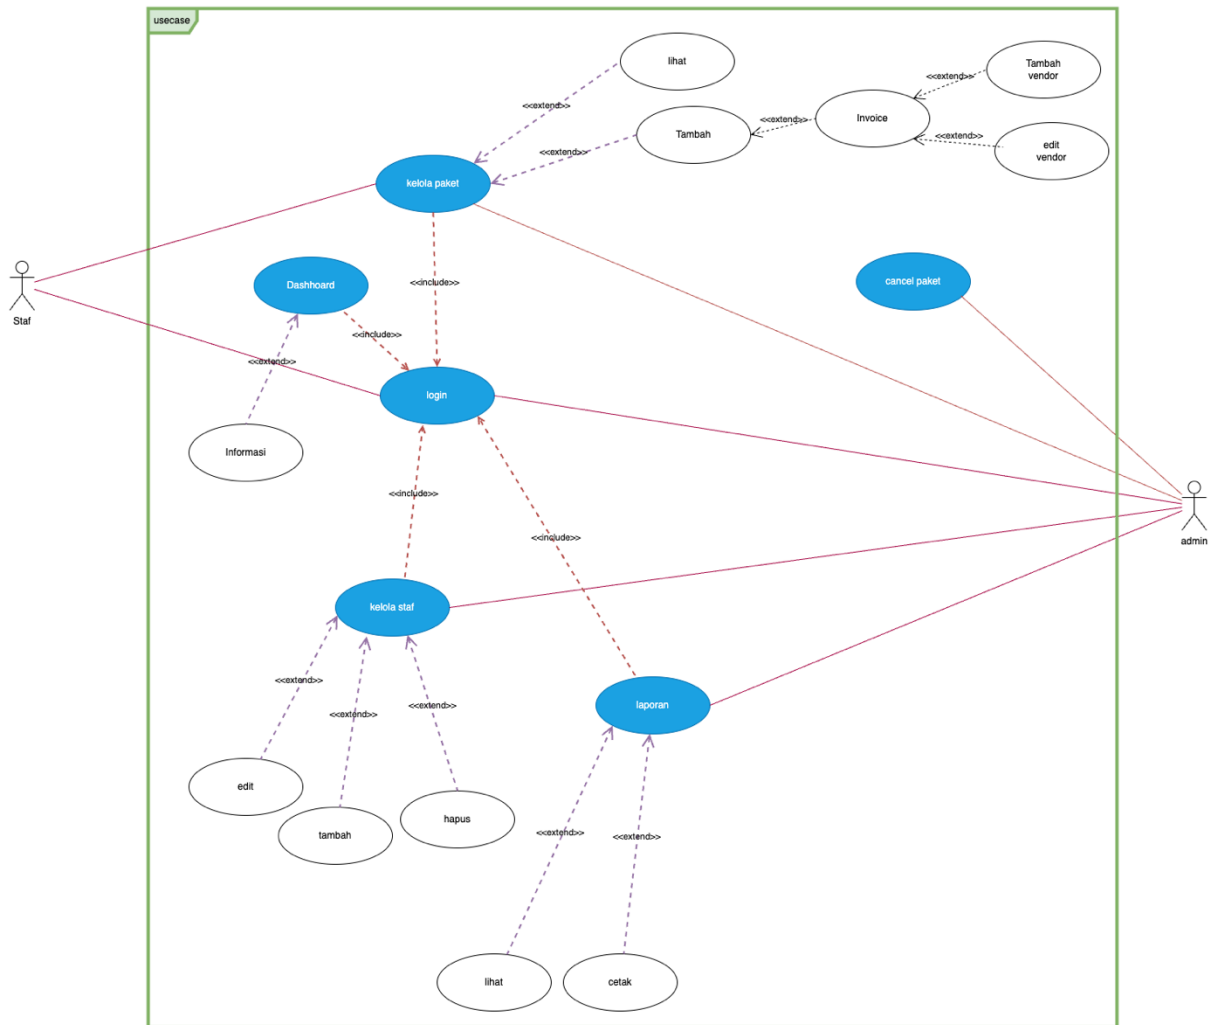 usecase
lihat
Tambah
vendor
<<extend>>
<<extend>>
Invoice
<<extend>>
Tambah
<<extend>>
<<extend>>
edit
vendor
<<extend>>
kelola paket
Dashhoard
<<include>>
cancel paket
Staf
<<include>>
<<extend>>
login
Informasi
<<include>>
<<include>>
admin
kelola staf
<<extend>>
<<extend>>
<<extend>>
laporan
edit
tambah
hapus
<<extend>>
<<extend>>
lihat
cetak